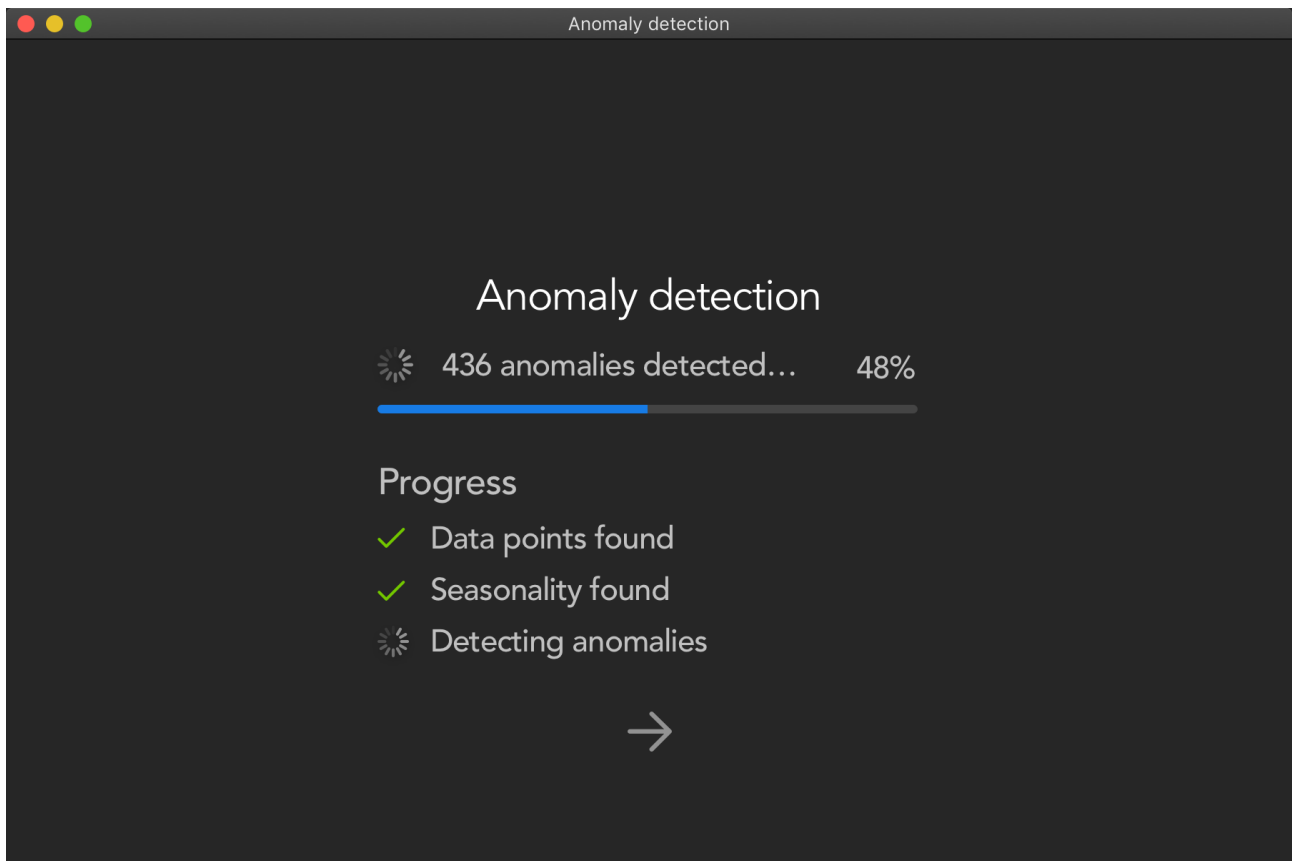 Anomaly detection
Anomaly detection
436 anomalies detected… 48%
Progress
Data points found
Seasonality found
Detecting anomalies